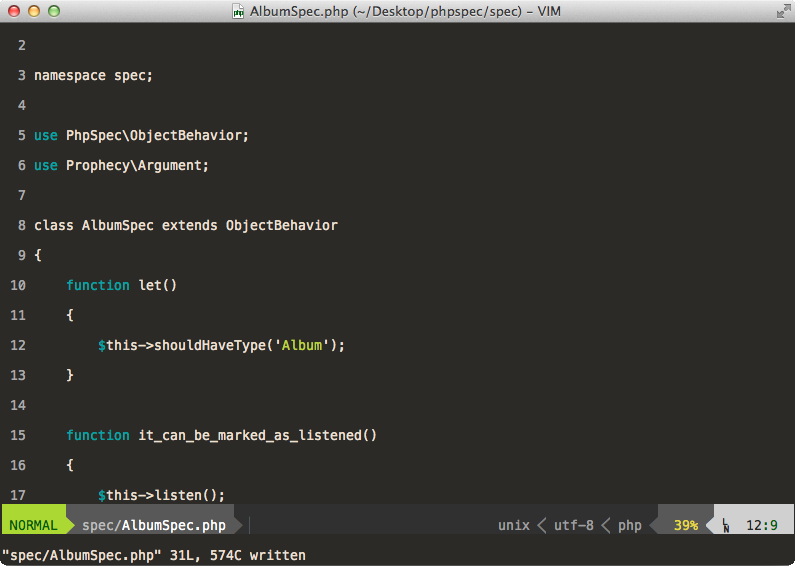 AlbumSpec.php (~/Desktop/phpspec/spec) – VIM
2
3 namespace spec;
4
5 use PhpSpec\ObjectBehavior;
6 use Prophecy\Argument;
7
8 class AlbumSpec extends ObjectBehavior
9 {
10     function let()
11     {
12         $this->shouldHaveType('Album');
13     }
14
15     function it_can_be_marked_as_listened()
16     {
17         $this->listen();
NORMAL spec/AlbumSpec.php unix < utf-8 < php 39% LN 12:9
"spec/AlbumSpec.php" 31L, 574C written